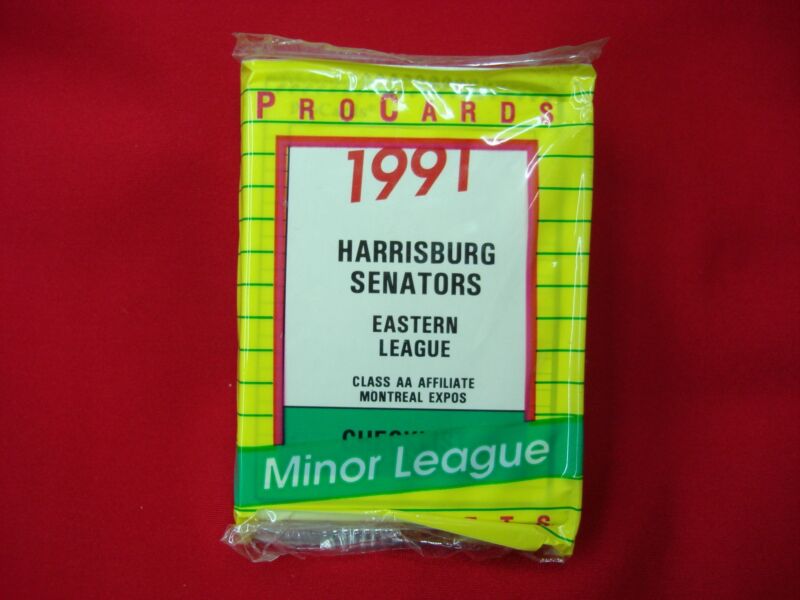 PROCARDS
1991
HARRISBURG
SENATORS
EASTERN
LEAGUE
CLASS AA AFFILIATE
MONTREAL EXPOS
Minor League